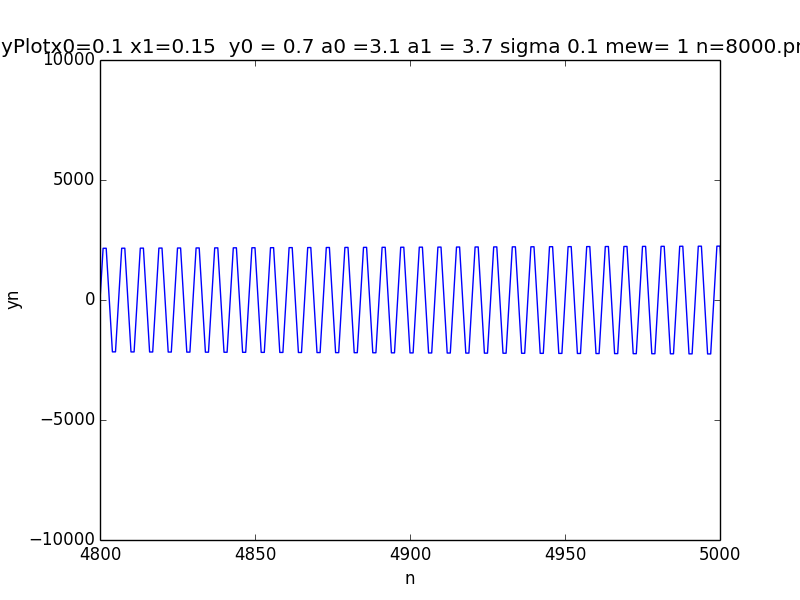 yPlotx0=0.1 x1=0.15  y0 = 0.7 a0 =3.1 a1 = 3.7 sigma 0.1 mew= 1 n=8000.pn
10000
5000
0
−5000
−10000
yn
4800 4850 4900 4950 5000
n